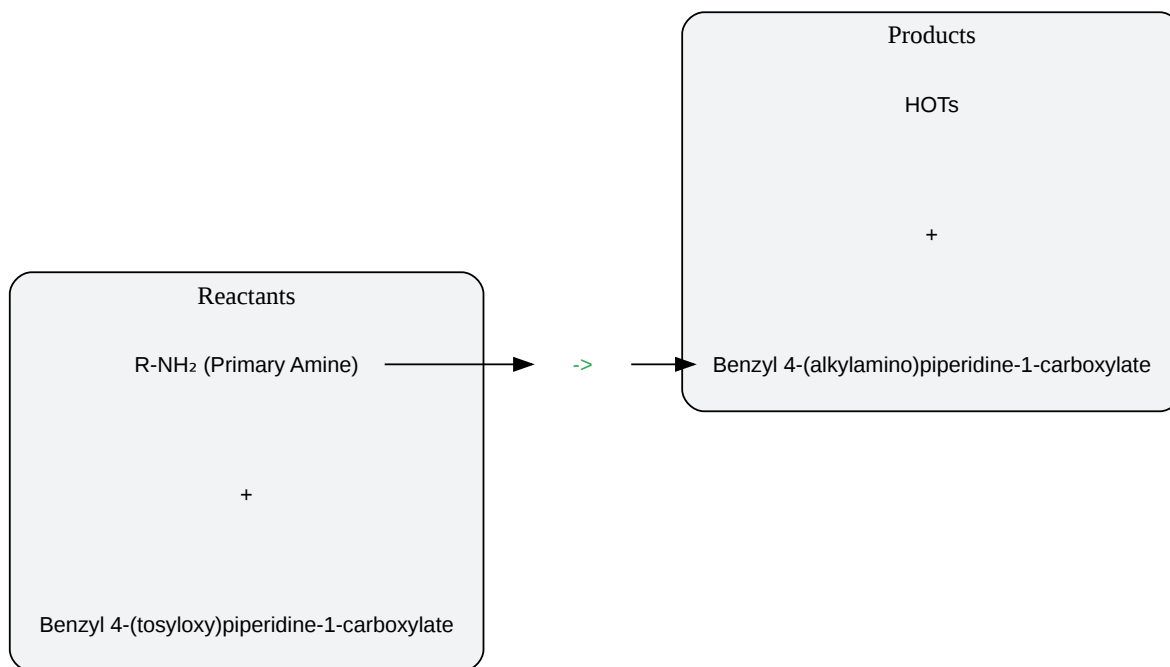 Reactants
R-NH₂ (Primary Amine)
+
Benzyl 4-(tosyloxy)piperidine-1-carboxylate
->
Products
HOTs
+
Benzyl 4-(alkylamino)piperidine-1-carboxylate